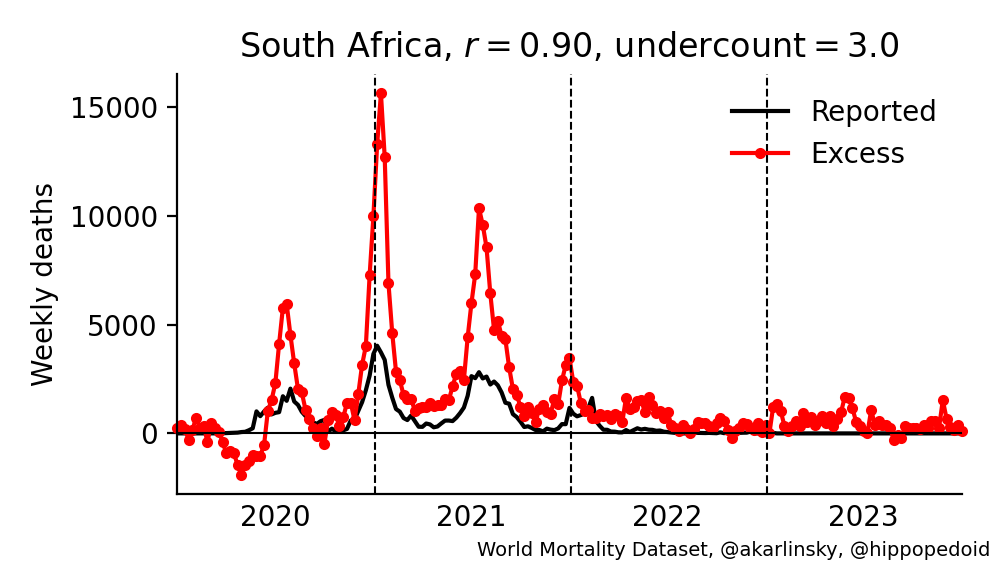 South Africa, r = 0.90, undercount = 3.0
Reported
Excess
Weekly deaths
15000
10000
5000
0
2020 2021 2022 2023
World Mortality Dataset, @akarlinsky, @hippopedoid